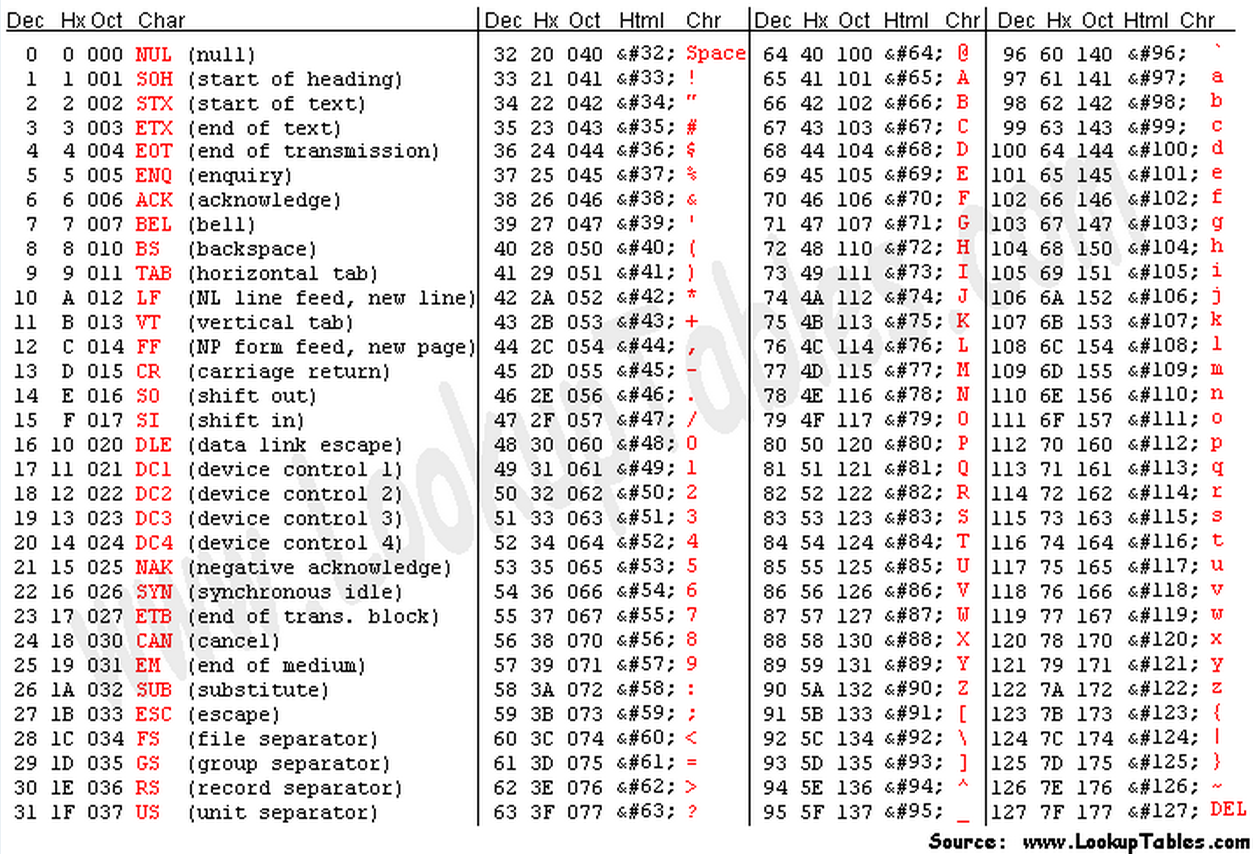 Dec Hx Oct Char Dec Hx Oct Html Chr Dec Hx Oct Html Chr Dec Hx Oct Html Chr
0 0 000 NUL (null) 32 20 040 &#32; Space 64 40 100 &#64; @ 96 60 140 &#96; `
1 1 001 SOH (start of heading) 33 21 041 &#33; ! 65 41 101 &#65; A 97 61 141 &#97; a
2 2 002 STX (start of text) 34 22 042 &#34; " 66 42 102 &#66; B 98 62 142 &#98; b
3 3 003 ETX (end of text) 35 23 043 &#35; # 67 43 103 &#67; C 99 63 143 &#99; c
4 4 004 EOT (end of transmission) 36 24 044 &#36; $ 68 44 104 &#68; D 100 64 144 &#100; d
5 5 005 ENQ (enquiry) 37 25 045 &#37; % 69 45 105 &#69; E 101 65 145 &#101; e
6 6 006 ACK (acknowledge) 38 26 046 &#38; & 70 46 106 &#70; F 102 66 146 &#102; f
7 7 007 BEL (bell) 39 27 047 &#39; ' 71 47 107 &#71; G 103 67 147 &#103; g
8 8 010 BS (backspace) 40 28 050 &#40; ( 72 48 110 &#72; H 104 68 150 &#104; h
9 9 011 TAB (horizontal tab) 41 29 051 &#41; ) 73 49 111 &#73; I 105 69 151 &#105; i
10 A 012 LF (NL line feed, new line) 42 2A 052 &#42; * 74 4A 112 &#74; J 106 6A 152 &#106; j
11 B 013 VT (vertical tab) 43 2B 053 &#43; + 75 4B 113 &#75; K 107 6B 153 &#107; k
12 C 014 FF (NP form feed, new page) 44 2C 054 &#44; , 76 4C 114 &#76; L 108 6C 154 &#108; l
13 D 015 CR (carriage return) 45 2D 055 &#45; - 77 4D 115 &#77; M 109 6D 155 &#109; m
14 E 016 SO (shift out) 46 2E 056 &#46; . 78 4E 116 &#78; N 110 6E 156 &#110; n
15 F 017 SI (shift in) 47 2F 057 &#47; / 79 4F 117 &#79; O 111 6F 157 &#111; o
16 10 020 DLE (data link escape) 48 30 060 &#48; 0 80 50 120 &#80; P 112 70 160 &#112; p
17 11 021 DC1 (device control 1) 49 31 061 &#49; 1 81 51 121 &#81; Q 113 71 161 &#113; q
18 12 022 DC2 (device control 2) 50 32 062 &#50; 2 82 52 122 &#82; R 114 72 162 &#114; r
19 13 023 DC3 (device control 3) 51 33 063 &#51; 3 83 53 123 &#83; S 115 73 163 &#115; s
20 14 024 DC4 (device control 4) 52 34 064 &#52; 4 84 54 124 &#84; T 116 74 164 &#116; t
21 15 025 NAK (negative acknowledge) 53 35 065 &#53; 5 85 55 125 &#85; U 117 75 165 &#117; u
22 16 026 SYN (synchronous idle) 54 36 066 &#54; 6 86 56 126 &#86; V 118 76 166 &#118; v
23 17 027 ETB (end of trans. block) 55 37 067 &#55; 7 87 57 127 &#87; W 119 77 167 &#119; w
24 18 030 CAN (cancel) 56 38 070 &#56; 8 88 58 130 &#88; X 120 78 170 &#120; x
25 19 031 EM (end of medium) 57 39 071 &#57; 9 89 59 131 &#89; Y 121 79 171 &#121; y
26 1A 032 SUB (substitute) 58 3A 072 &#58; : 90 5A 132 &#90; Z 122 7A 172 &#122; z
27 1B 033 ESC (escape) 59 3B 073 &#59; ; 91 5B 133 &#91; [ 123 7B 173 &#123; {
28 1C 034 FS (file separator) 60 3C 074 &#60; < 92 5C 134 &#92; \ 124 7C 174 &#124; |
29 1D 035 GS (group separator) 61 3D 075 &#61; = 93 5D 135 &#93; ] 125 7D 175 &#125; }
30 1E 036 RS (record separator) 62 3E 076 &#62; > 94 5E 136 &#94; ^ 126 7E 176 &#126; ~
31 1F 037 US (unit separator) 63 3F 077 &#63; ? 95 5F 137 &#95; _ 127 7F 177 &#127; DEL
www.LookupTables.com
Source: www.LookupTables.com